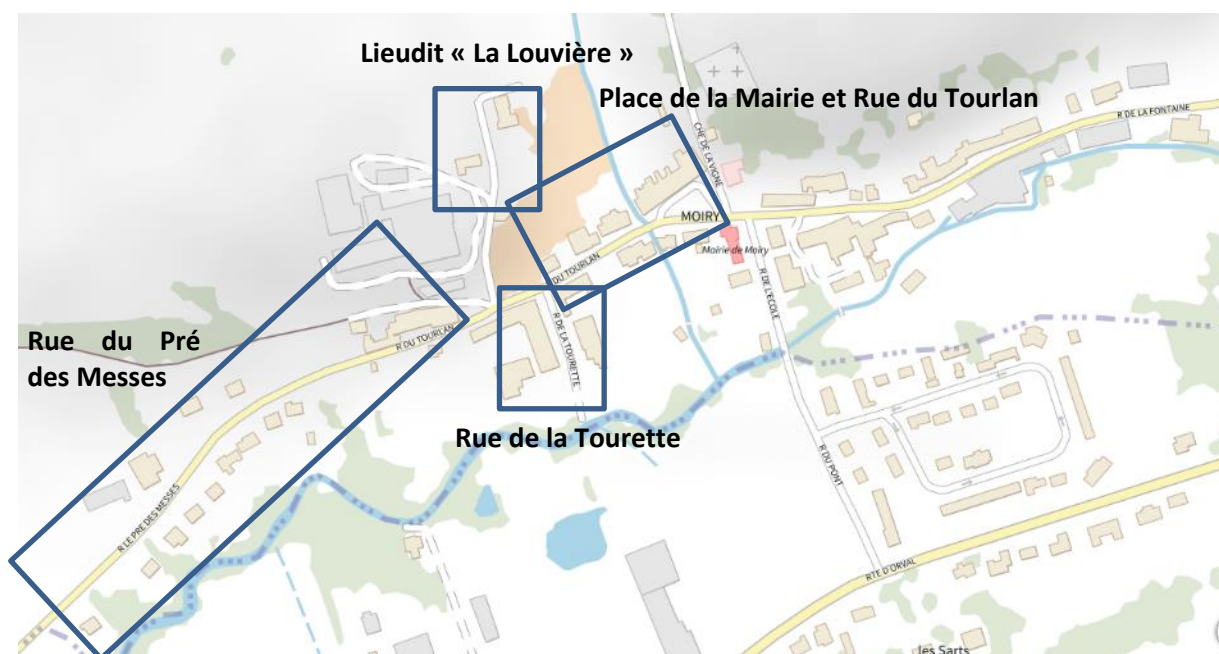 Lieudit « La Louvière »
Place de la Mairie et Rue du Tourlan
R DE LA FONTAINE
CHE DE LA VIGNE
MOIRY
Mairie de Moiry
DU TOURLAN
R DE L'ECOLE
Rue du Pré
des Messes
R DU TOURLAN
R DE LA TOURETTE
Rue de la Tourette
R LE PRE DES MESSES
R DU PONT
RTE D'ORVAL
les Sarts